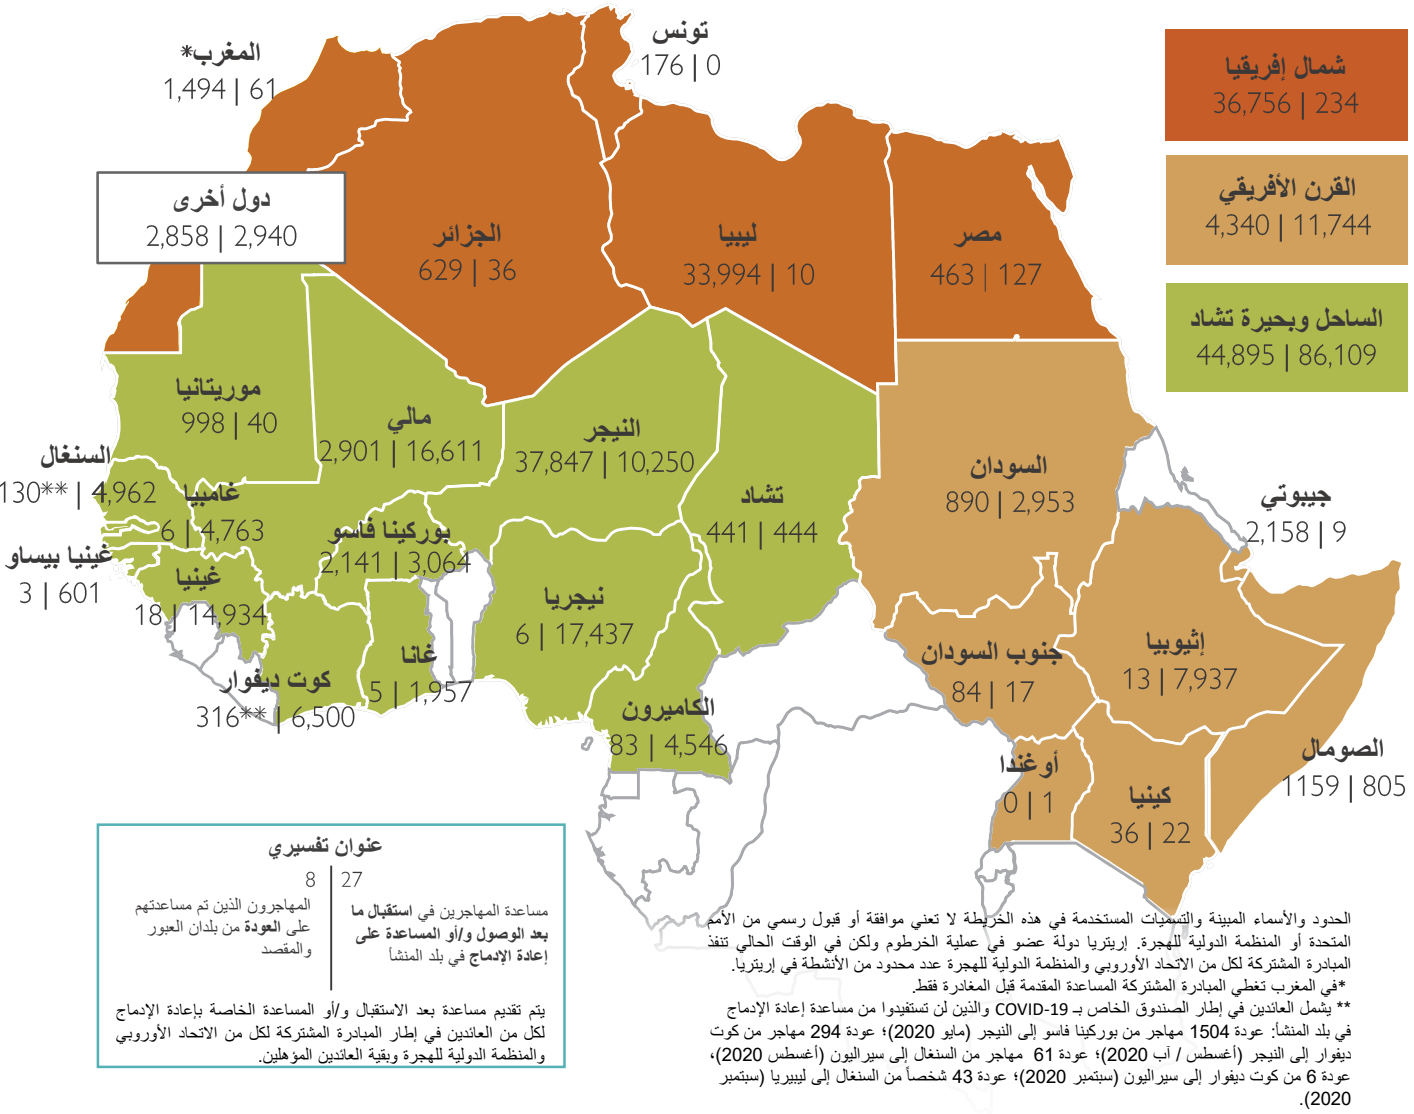 تونس
176 | 0
المغرب*
1,494 | 61
شمال إفريقيا
36,756 | 234
القرن الأفريقي
4,340 | 11,744
الساحل وبحيرة تشاد
44,895 | 86,109
دول أخرى
2,858 | 2,940
الجزائر
629 | 36
ليبيا
33,994 | 10
مصر
463 | 127
موريتانيا
998 | 40
مالي
2,901 | 16,611
النيجر
37,847 | 10,250
تشاد
441 | 444
السودان
890 | 2,953
جيبوتي
2,158 | 9
السنغال
130** | 4,962
غامبيا
6 | 4,763
بوركينا فاسو
2,141 | 3,064
غينيا بيساو
3 | 601
غينيا
18 | 14,934
نيجريا
6 | 17,437
غانا
5 | 1,957
كوت ديفوار
316** | 6,500
الكاميرون
83 | 4,546
جنوب السودان
84 | 17
إثيوبيا
13 | 7,937
أوغندا
0 | 1
كينيا
36 | 22
الصومال
1159 | 805
عنوان تفسيري
8 | 27
مساعدة المهاجرين في استقبال ما
بعد الوصول و/أو المساعدة على
إعادة الإدماج في بلد المنشأ
المهاجرون الذين تم مساعدتهم
على العودة من بلدان العبور
والمقصد
يتم تقديم مساعدة بعد الاستقبال و/أو المساعدة الخاصة بإعادة الإدماج
لكل من العائدين في إطار المبادرة المشتركة لكل من الاتحاد الأوروبي
والمنظمة الدولية للهجرة وبقية العائدين المؤهلين.
الحدود والأسماء المبينة والتسميات المستخدمة في هذه الخريطة لا تعني موافقة أو قبول رسمي من الأمم
المتحدة أو المنظمة الدولية للهجرة. إريتريا دولة عضو في عملية الخرطوم ولكن في الوقت الحالي تنفذ
المبادرة المشتركة لكل من الاتحاد الأوروبي والمنظمة الدولية للهجرة عدد محدود من الأنشطة في إريتريا.
*في المغرب تغطي المبادرة المشتركة المساعدة المقدمة قبل المغادرة فقط.
** يشمل العائدين في إطار الصندوق الخاص بـ COVID-19 والذين لن تستفيدوا من مساعدة إعادة الإدماج
في بلد المنشأ: عودة 1504 مهاجر من بوركينا فاسو إلى النيجر (مايو 2020)؛ عودة 294 مهاجر من كوت
ديفوار إلى النيجر (أغسطس / آب 2020)؛ عودة 61 مهاجر من السنغال إلى سيراليون (أغسطس 2020)،
عودة 6 من كوت ديفوار إلى سيراليون (سبتمبر 2020)؛ عودة 43 شخصاً من السنغال إلى ليبيريا (سبتمبر
2020).